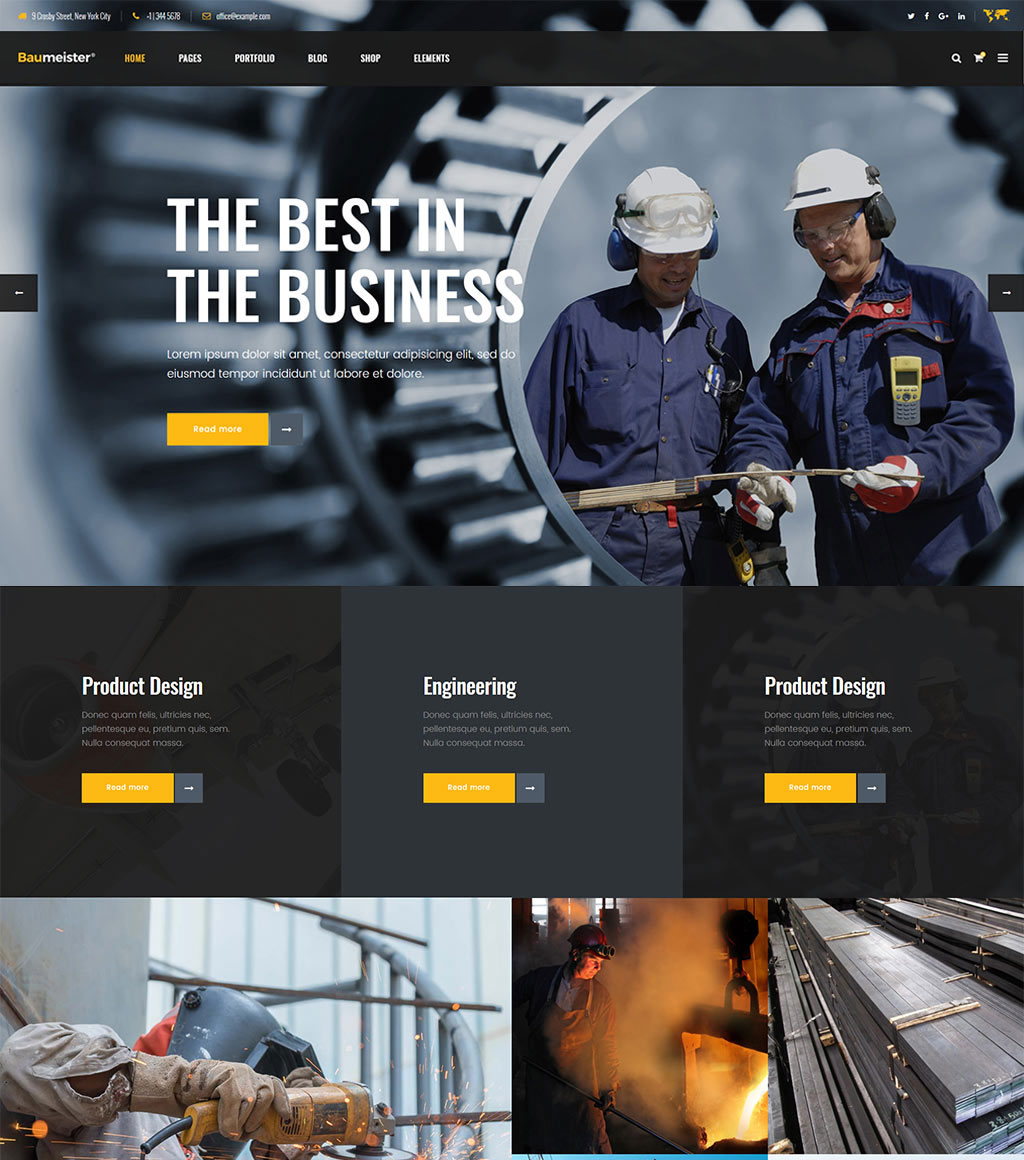 9 Crosby Street, New York City
+1 | 344 5678
office@example.com
Baumeister®
HOME
PAGES
PORTFOLIO
BLOG
SHOP
ELEMENTS
THE BEST IN
THE BUSINESS
Lorem ipsum dolor sit amet, consectetur adipisicing elit, sed do
eiusmod tempor incididunt ut labore et dolore.
Read more
Product Design
Donec quam felis, ultricies nec,
pellentesque eu, pretium quis, sem.
Nulla consequat massa.
Read more
Engineering
Donec quam felis, ultricies nec,
pellentesque eu, pretium quis, sem.
Nulla consequat massa.
Read more
Product Design
Donec quam felis, ultricies nec,
pellentesque eu, pretium quis, sem.
Nulla consequat massa.
Read more